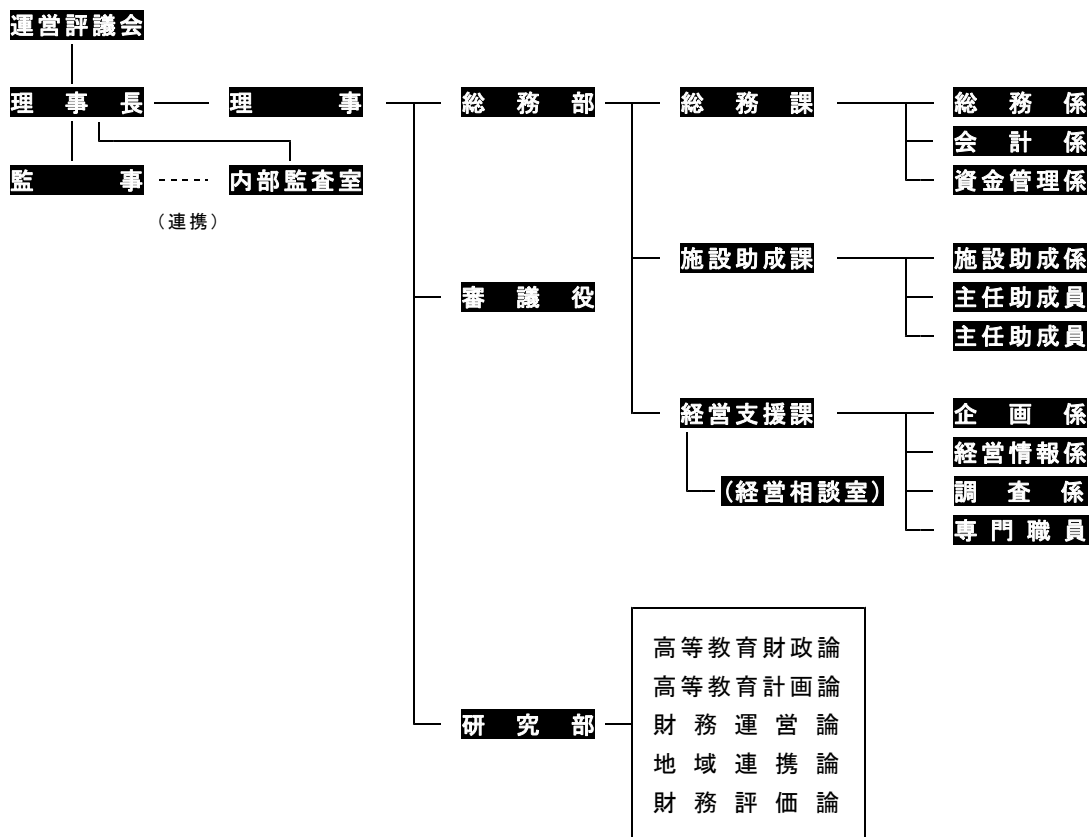 運営評議会
理事長 理事 総務部 総務課 総務係
会計係
監事 内部監査室 資金管理係
(連携)
施設助成課 施設助成係
審議役 主任助成員
主任助成員
経営支援課 企画係
経営情報係
(経営相談室) 調査係
専門職員
高等教育財政論
高等教育計画論
研究部 財務運営論
地域連携論
財務評価論